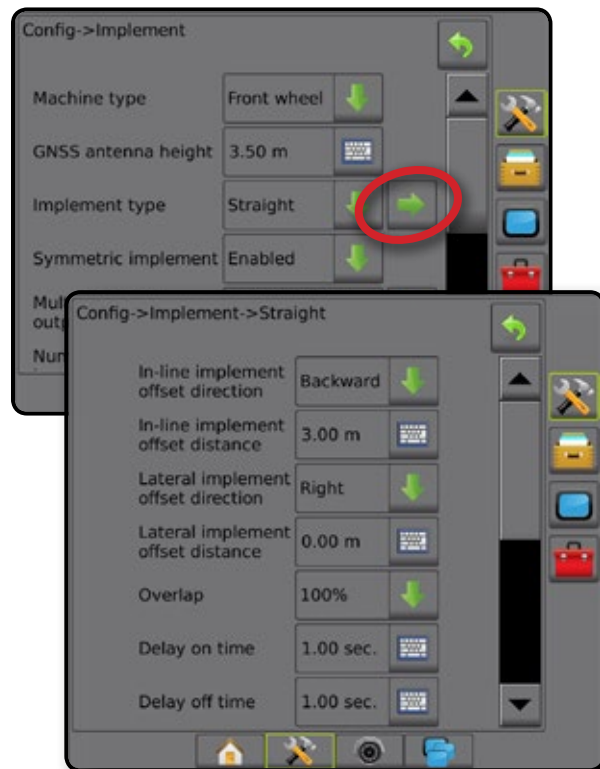 Config->Implement
Machine type Front wheel
GNSS antenna height 3.50 m
Implement type Straight
Symmetric implement Enabled
Config->Implement->Straight
In-line implement
offset direction Backward
In-line implement
offset distance 3.00 m
Lateral implement
offset direction Right
Lateral implement
offset distance 0.00 m
Overlap 100%
Delay on time 1.00 sec.
Delay off time 1.00 sec.